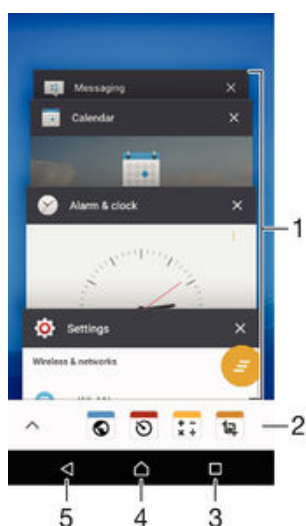 Messaging
Calendar
Alarm & clock
Settings
Wireless & networks
1
2
5
4
3